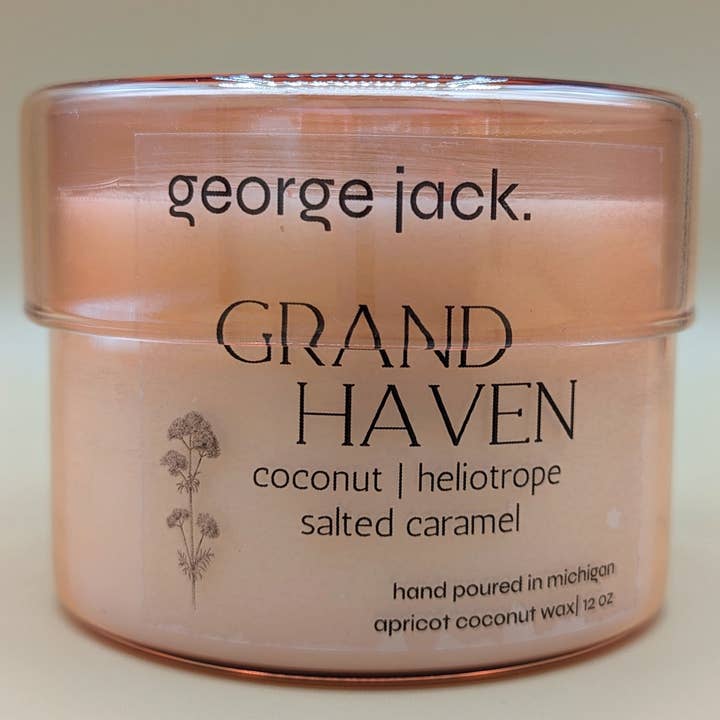 george jack.
GRAND
HAVEN
coconut | heliotrope
salted caramel
hand poured in michigan
apricot coconut wax| 12 oz